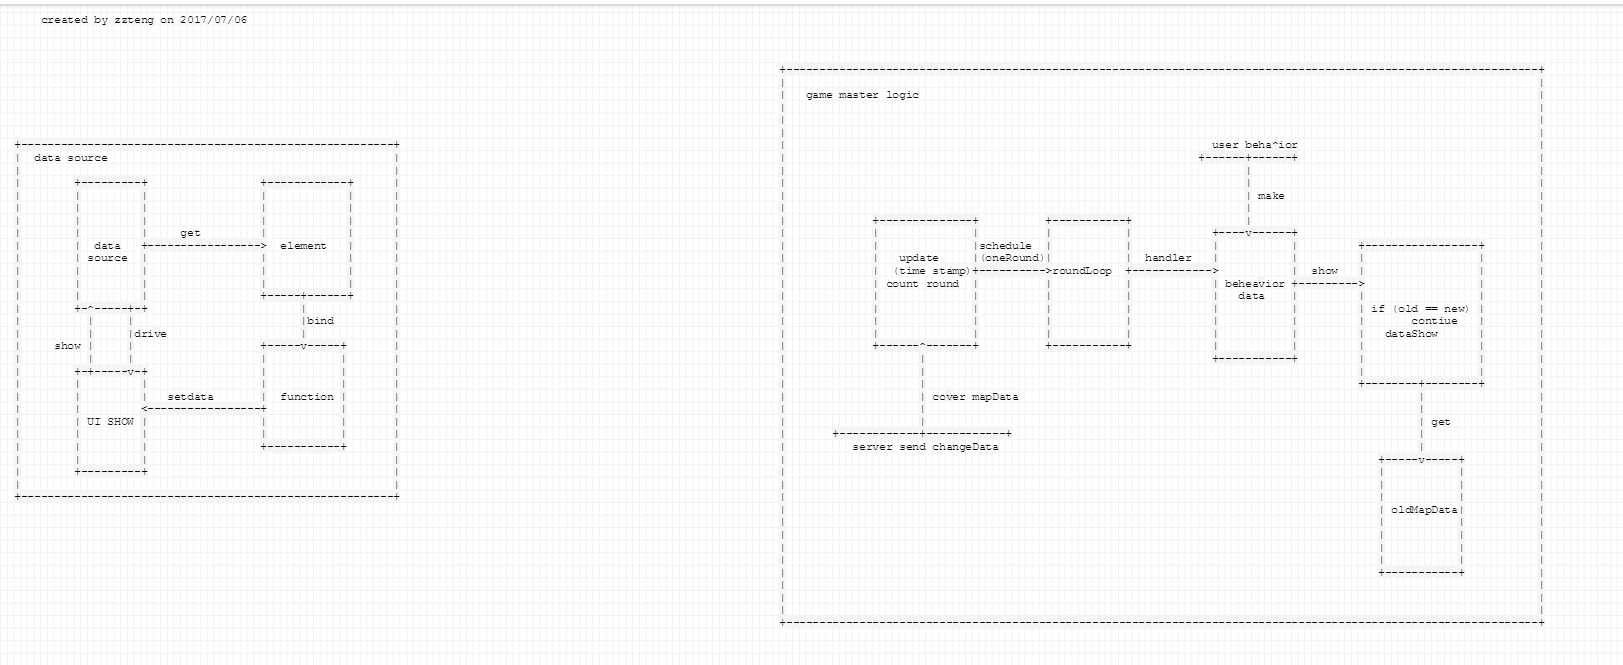 created by zzteng on 2017/07/06
data source
get
data
source
element
bind
drive
show
setdata
function
UI SHOW
game master logic
user beha^ior
make
update
(time stamp)
count round
schedule
(oneRound)
roundLoop
handler
beheavior
data
show
if (old == new)
contiue
dataShow
cover mapData
server send changeData
get
oldMapData